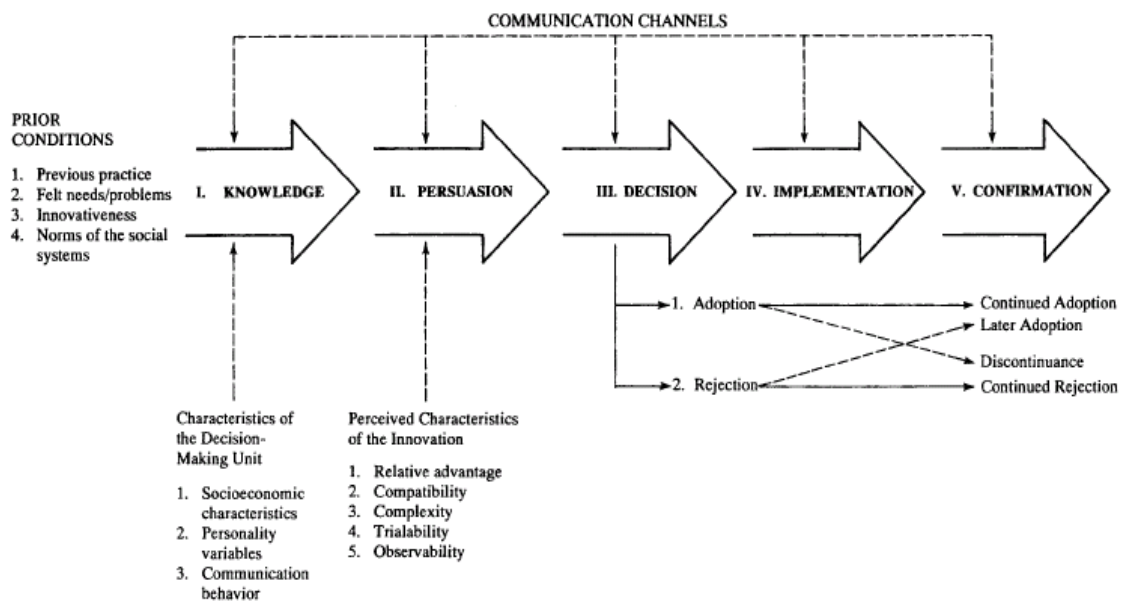 COMMUNICATION CHANNELS
PRIOR
CONDITIONS
1. Previous practice
2. Felt needs/problems
3. Innovativeness
4. Norms of the social
systems
I. KNOWLEDGE
II. PERSUASION
III. DECISION
IV. IMPLEMENTATION
V. CONFIRMATION
1. Adoption
2. Rejection
Continued Adoption
Later Adoption
Discontinuance
Continued Rejection
Characteristics of
the Decision-
Making Unit
1. Socioeconomic
characteristics
2. Personality
variables
3. Communication
behavior
Perceived Characteristics
of the Innovation
1. Relative advantage
2. Compatibility
3. Complexity
4. Trialability
5. Observability